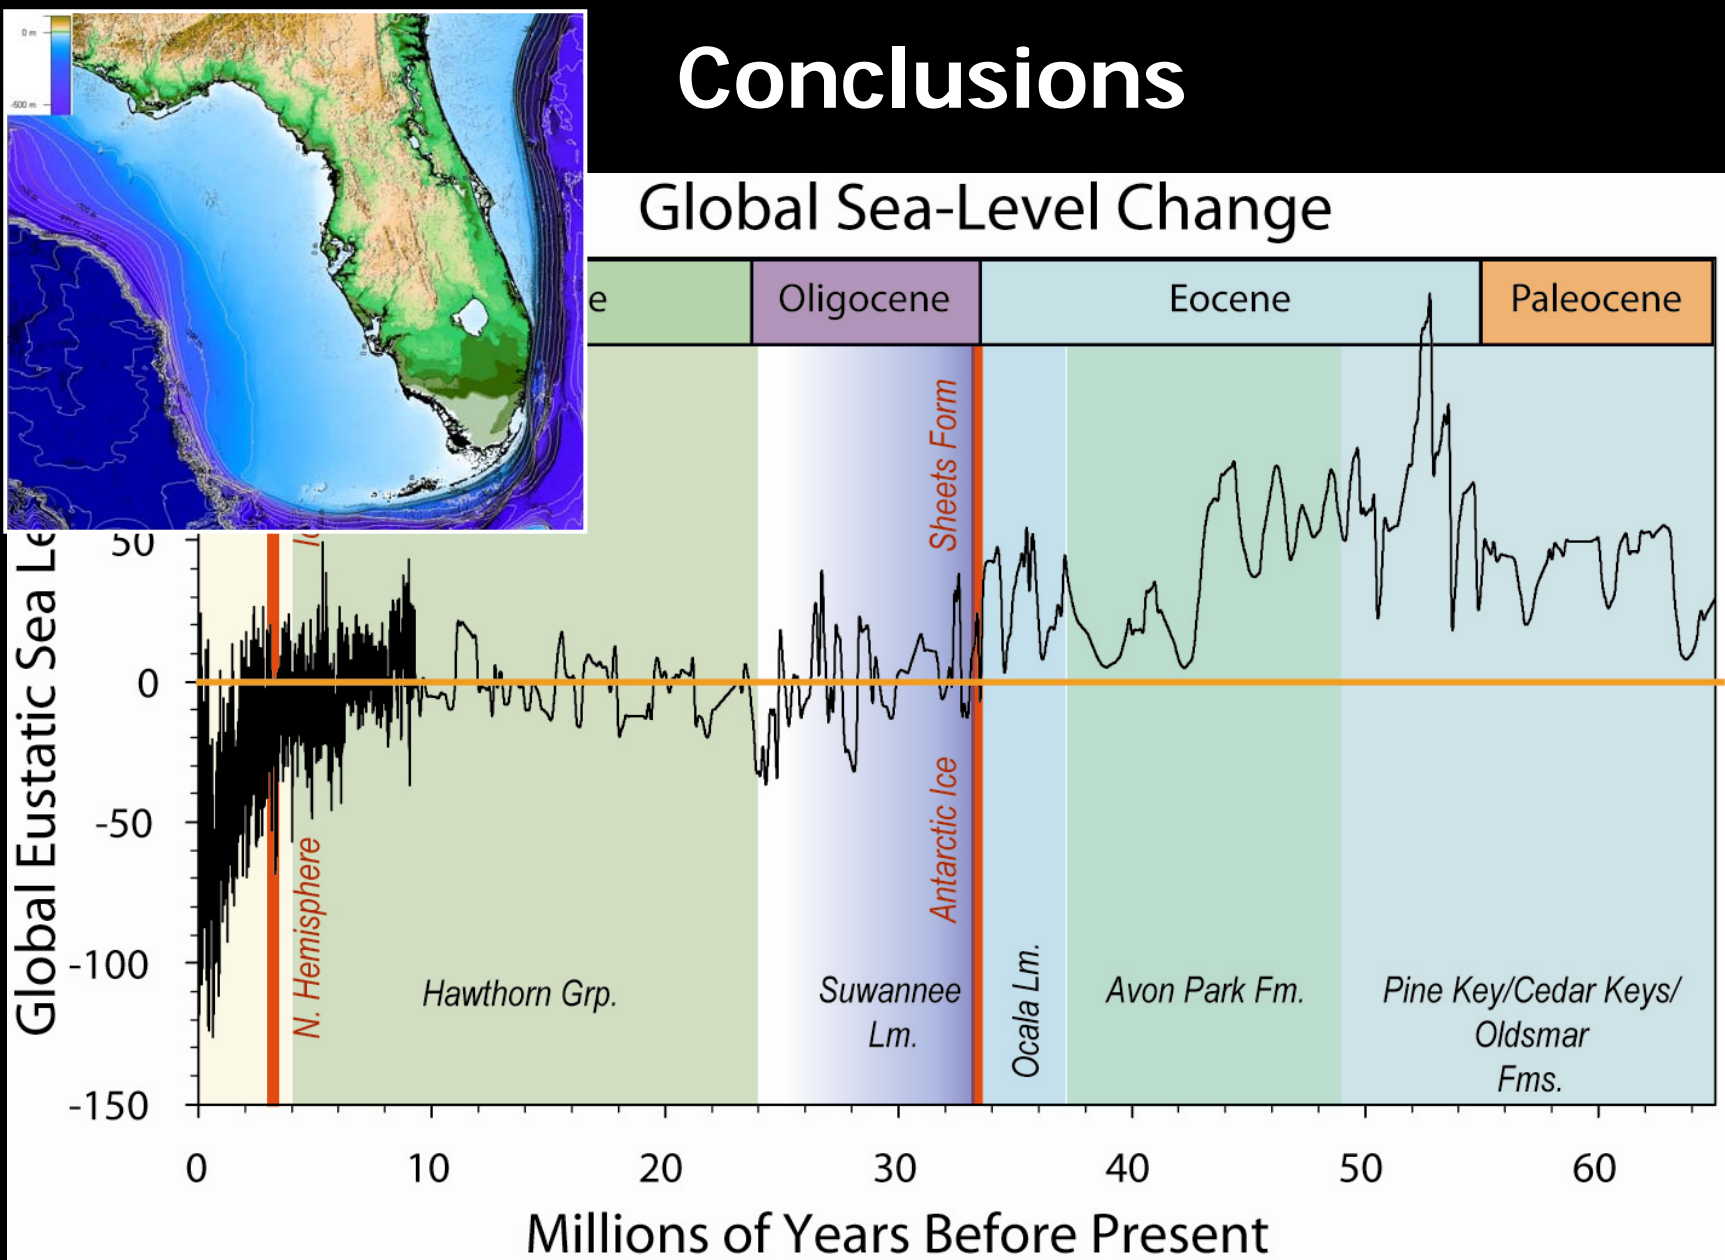 Conclusions
0 m
-500 m
Global Sea-Level Change
e
Oligocene
Eocene
Paleocene
Global Eustatic Sea Le
50
0
-50
-100
-150
N. Hemisphere
Ic
Antarctic Ice
Sheets Form
Hawthorn Grp.
Suwannee
Lm.
Ocala Lm.
Avon Park Fm.
Pine Key/Cedar Keys/
Oldsmar
Fms.
0
10
20
30
40
50
60
Millions of Years Before Present